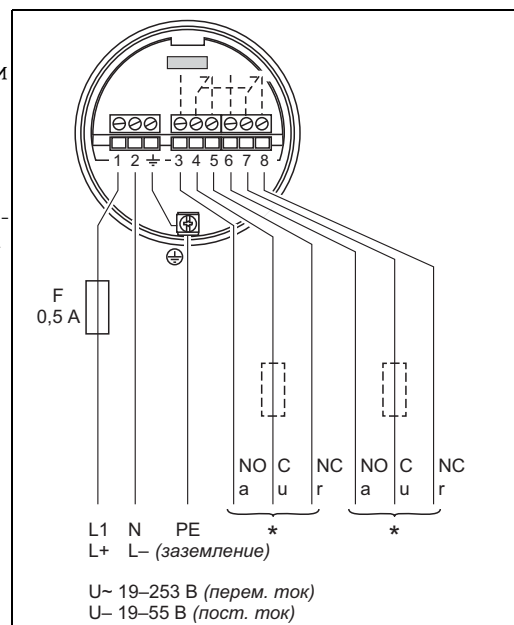 1 2 3 4 5 6 7 8
F
0,5 A
NO C NC NO C NC
a u r a u r
L1 N PE * *
L+ L– (заземление)
U~ 19–253 В (перем. ток)
U– 19–55 В (пост. ток)